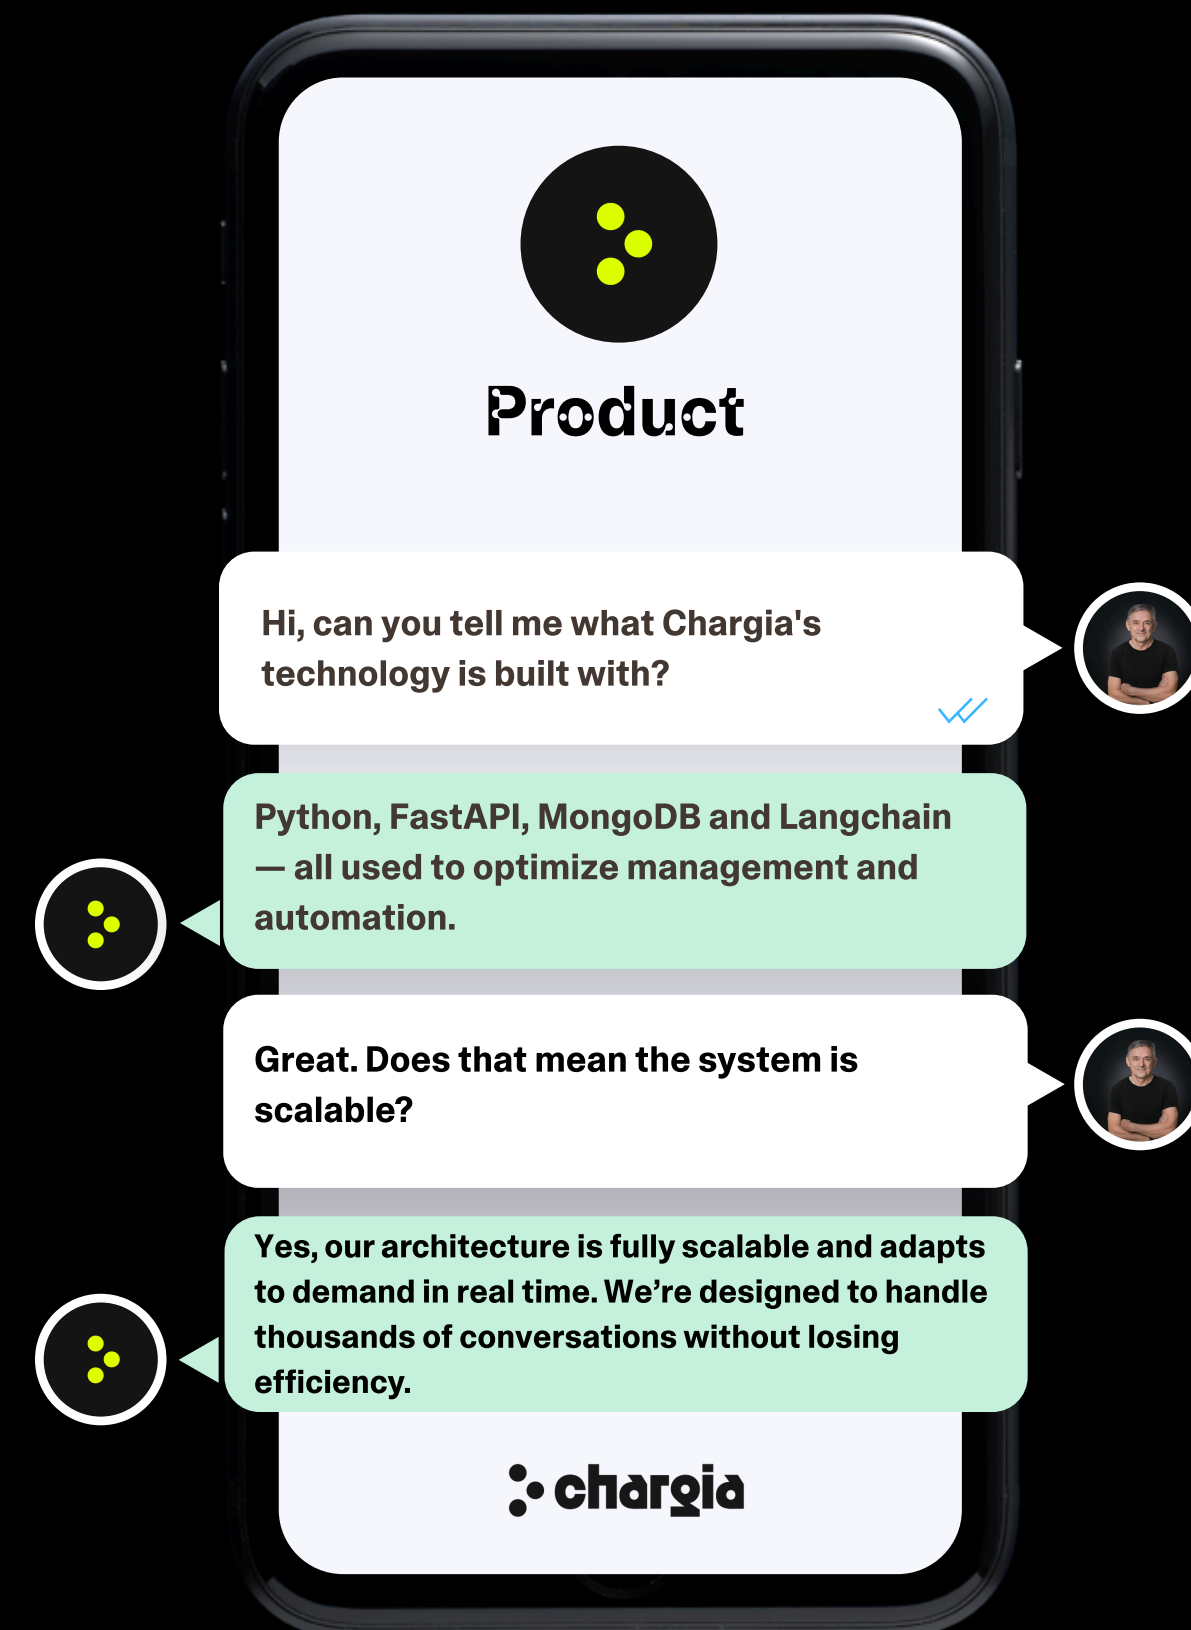 Product
Hi, can you tell me what Chargia's
technology is built with?
Python, FastAPI, MongoDB and Langchain
— all used to optimize management and
automation.
Great. Does that mean the system is
scalable?
Yes, our architecture is fully scalable and adapts
to demand in real time. We’re designed to handle
thousands of conversations without losing
efficiency.
chargia